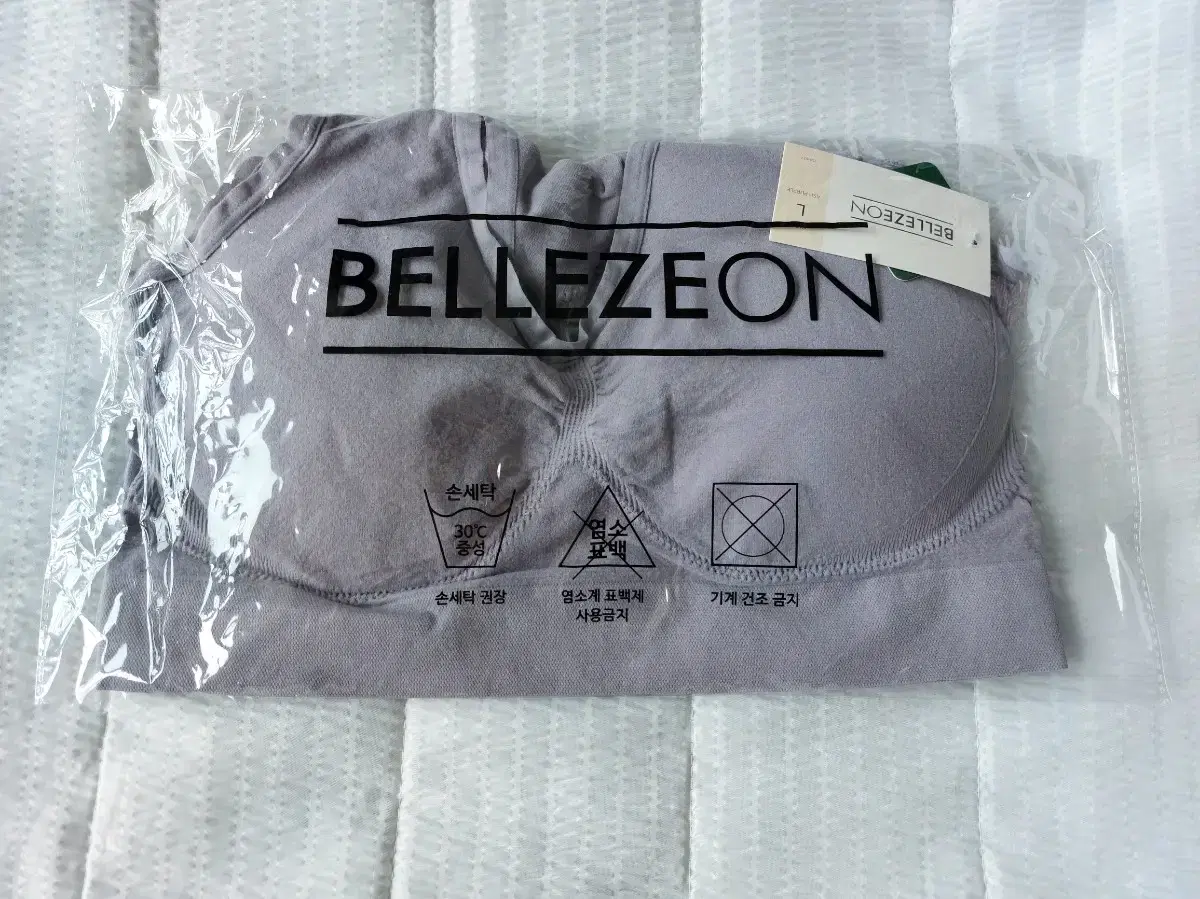 BELLEZEON
L
BELLEZEON
손세탁
30℃
중성
손세탁 권장
염소
표백
염소계 표백제
사용금지
기계 건조 금지